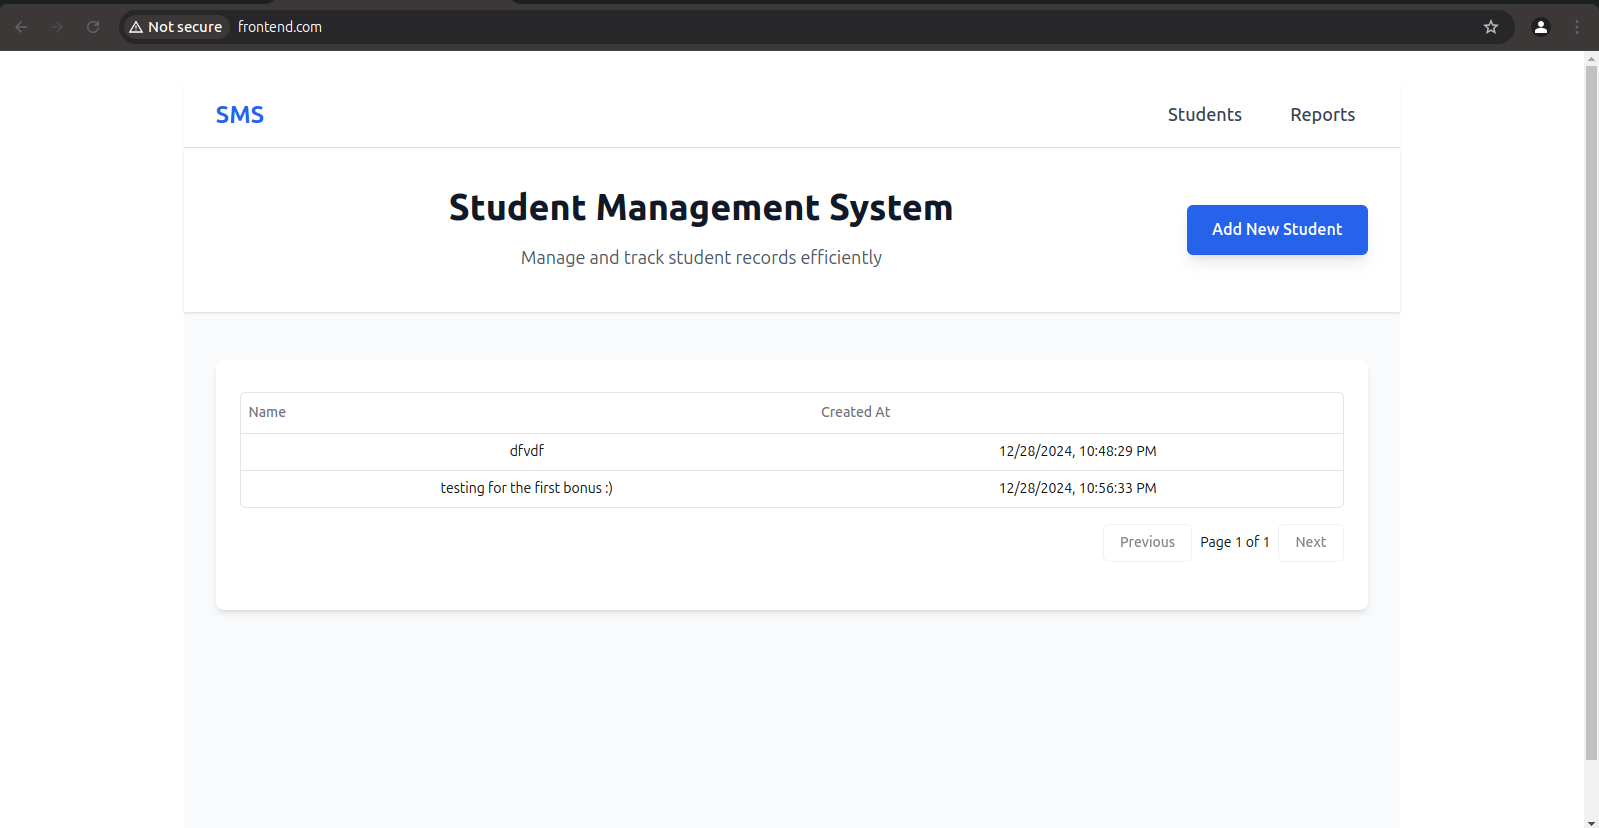 Not secure frontend.com
SMS Students Reports
Student Management System
Manage and track student records efficiently
Add New Student
Name Created At
dfvdf 12/28/2024, 10:48:29 PM
testing for the first bonus :) 12/28/2024, 10:56:33 PM
Previous Page 1 of 1 Next